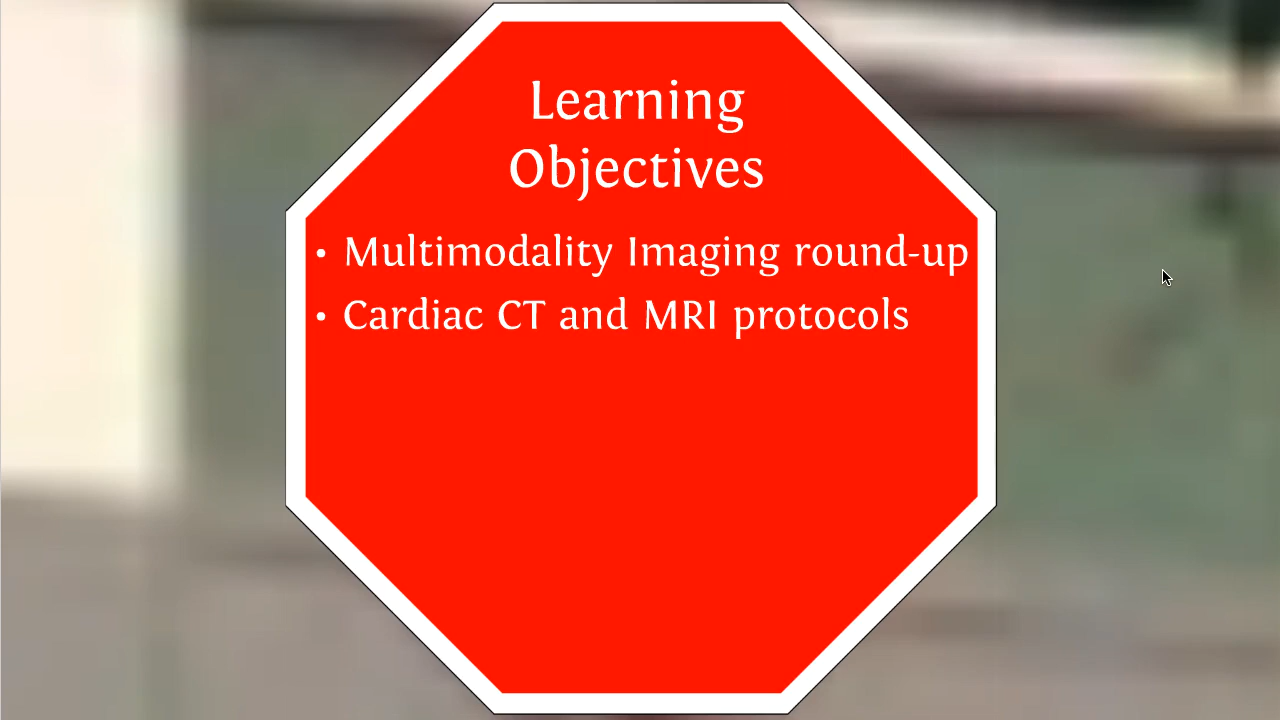 Learning
Objectives
• Multimodality Imaging round-up
• Cardiac CT and MRI protocols